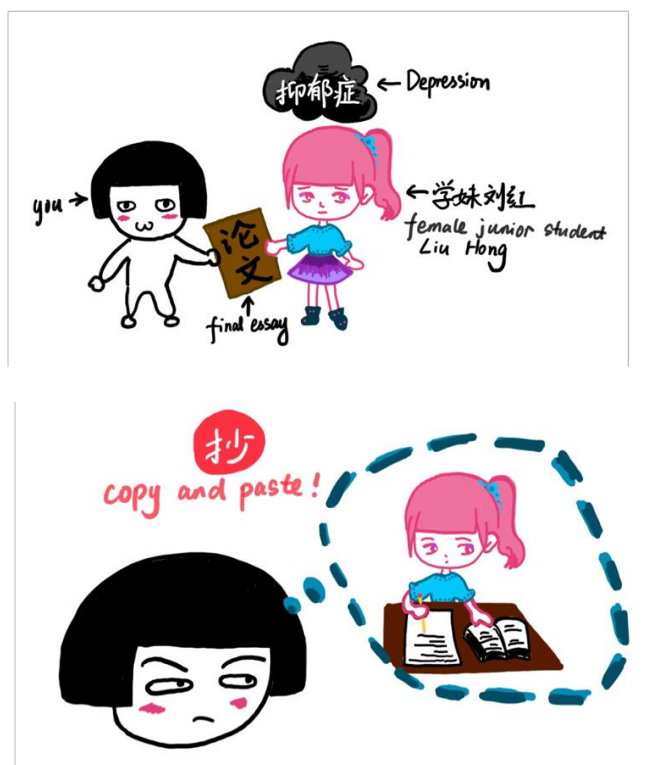 抑郁症
← Depression
you →
论文
← 学妹刘红
female junior student
Liu Hong
↑
final essay
抄
copy and paste!